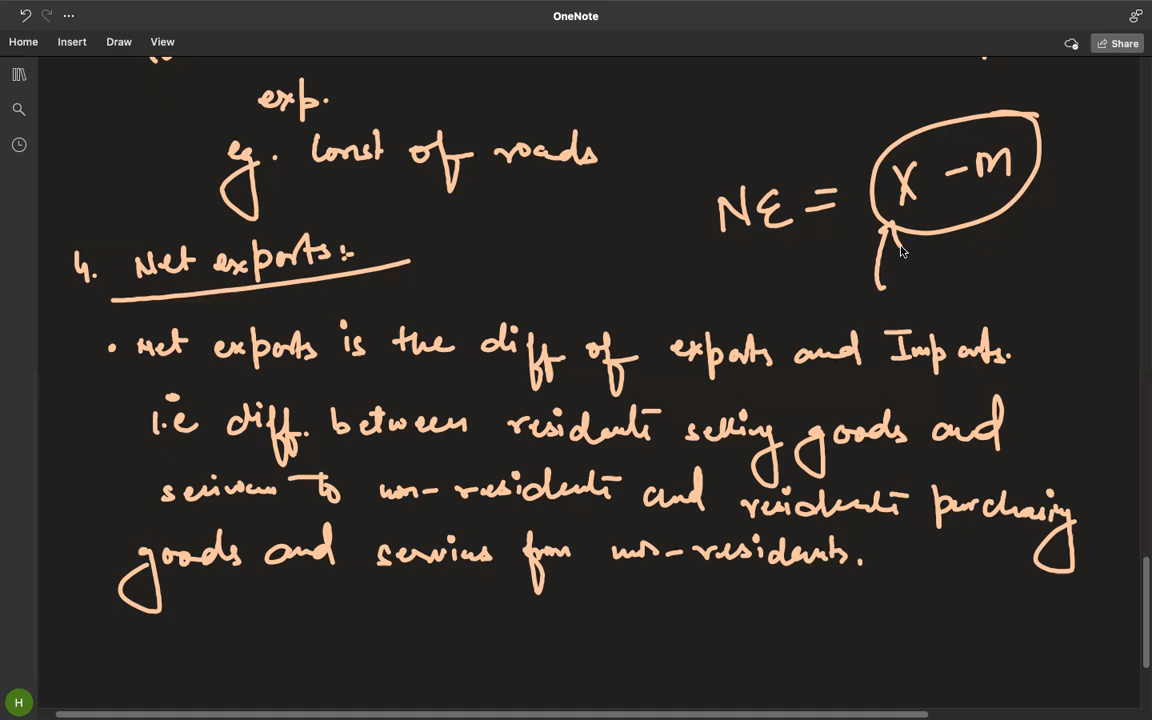 OneNote
Home Insert Draw View
Share
exp.
eg. Const of roads
NE = X - M
4. Net exports:-
• Net exports is the diff of exports and Imports.
i.e diff. between residents selling goods and
services to non-residents and residents purchasing
goods and services from non-residents.
H